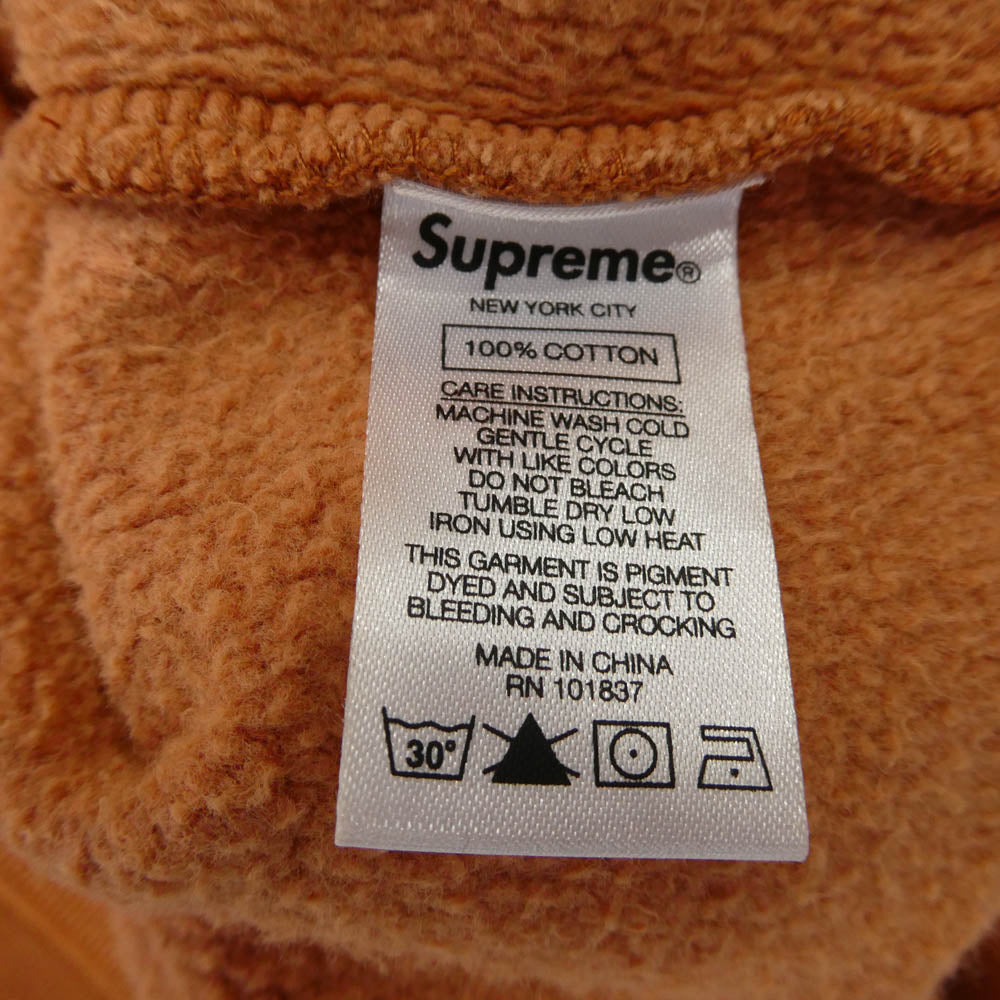 Supreme®
NEW YORK CITY
100% COTTON
CARE INSTRUCTIONS:
MACHINE WASH COLD
GENTLE CYCLE
WITH LIKE COLORS
DO NOT BLEACH
TUMBLE DRY LOW
IRON USING LOW HEAT
THIS GARMENT IS PIGMENT
DYED AND SUBJECT TO
BLEEDING AND CROCKING
MADE IN CHINA
RN 101837
30°